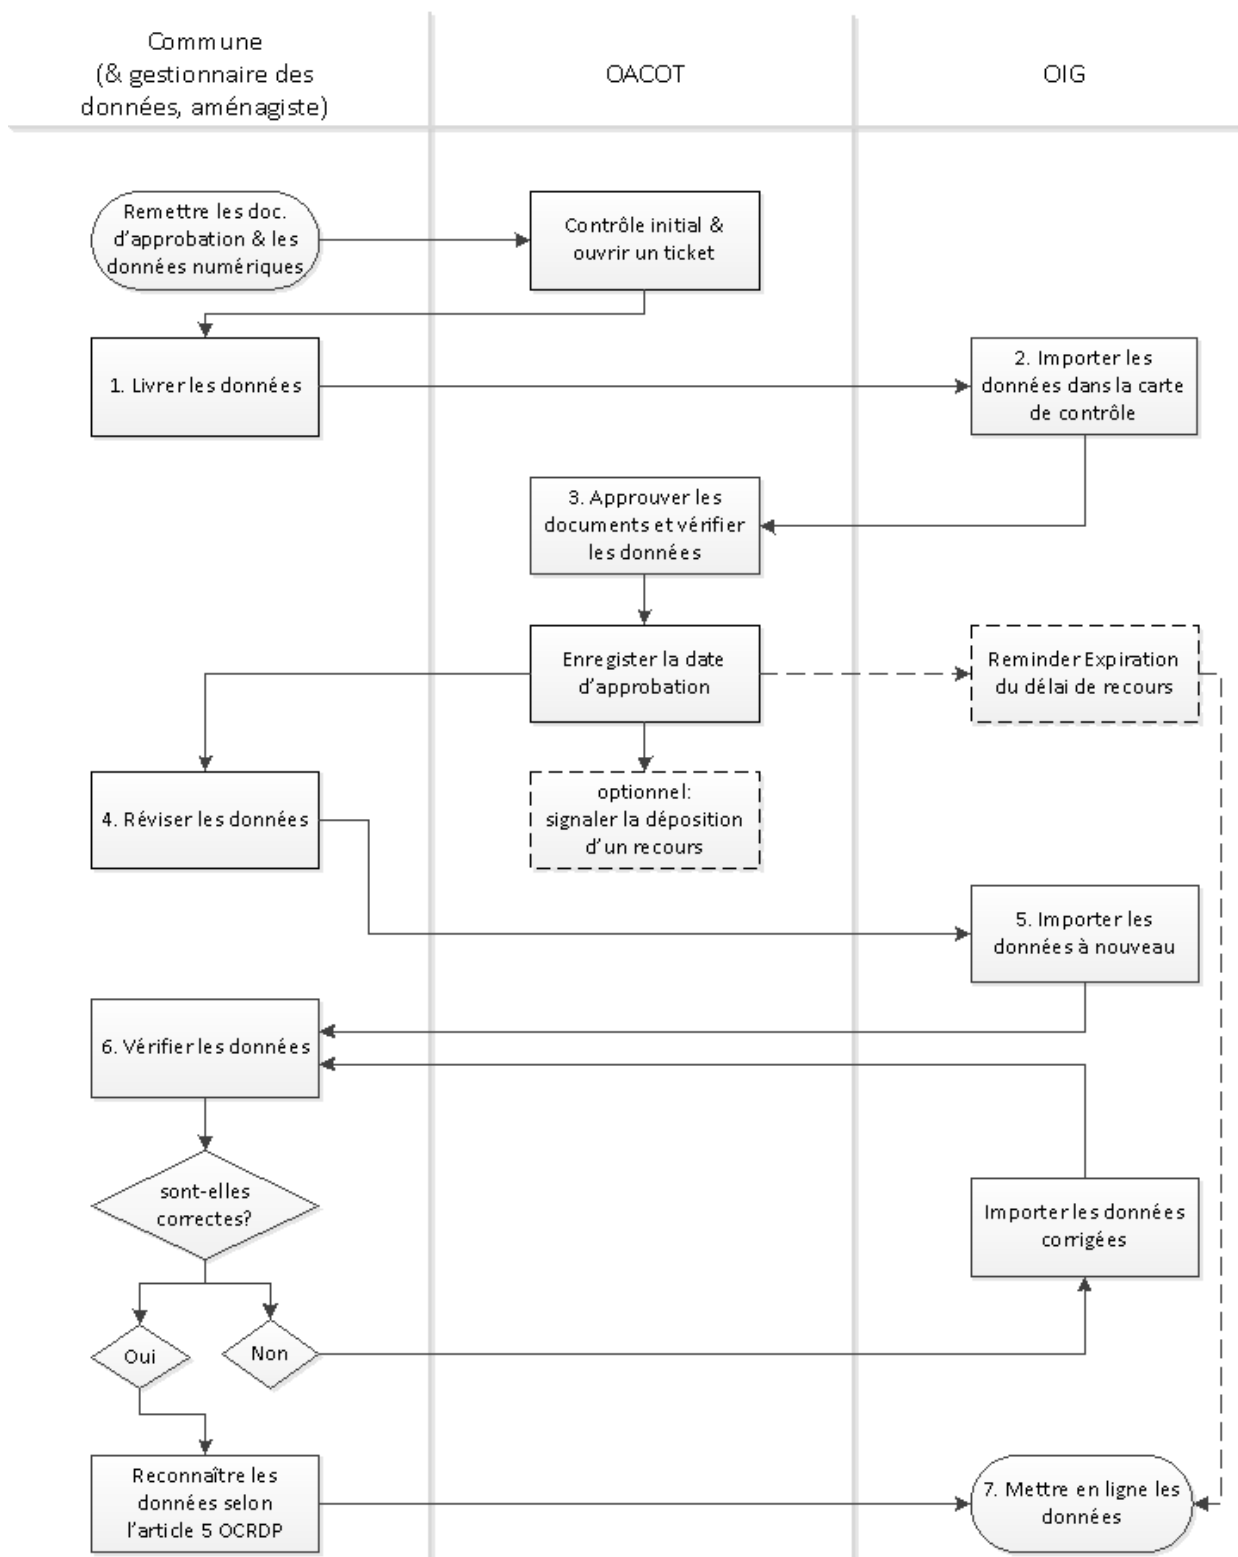 Commune
(& gestionnaire des
données, aménagiste)
OACOT
OIG
Remettre les doc.
d'approbation & les
données numériques
Contrôle initial &
ouvrir un ticket
1. Livrer les données
2. Importer les
données dans la carte
de contrôle
3. Approuver les
documents et vérifier
les données
Enregister la date
d'approbation
Reminder Expiration
du délai de recours
4. Réviser les données
optionnel:
signaler la déposition
d'un recours
5. Importer les
données à nouveau
6. Vérifier les données
sont-elles
correctes?
Importer les données
corrigées
Oui
Non
Reconnaître les
données selon
l'article 5 OCRDP
7. Mettre en ligne les
données